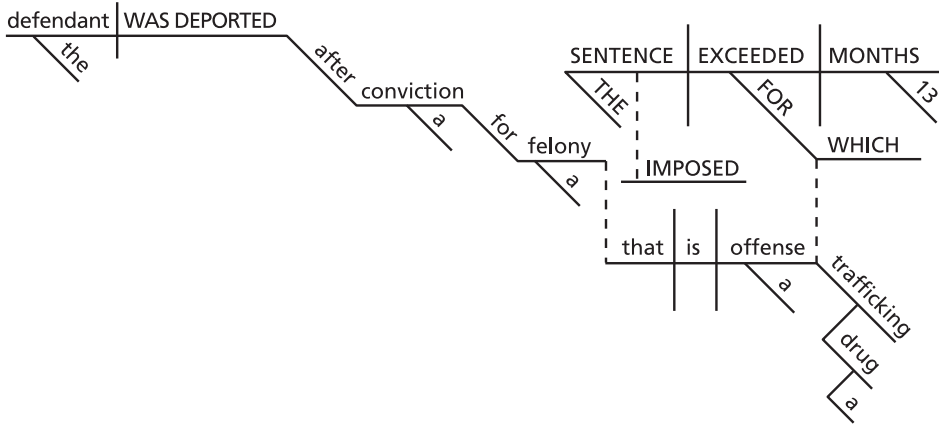 defendant WAS DEPORTED
the
after
conviction
a
for
felony
a
SENTENCE EXCEEDED MONTHS
THE
FOR
13
WHICH
IMPOSED
that is offense
a
trafficking
drug
a